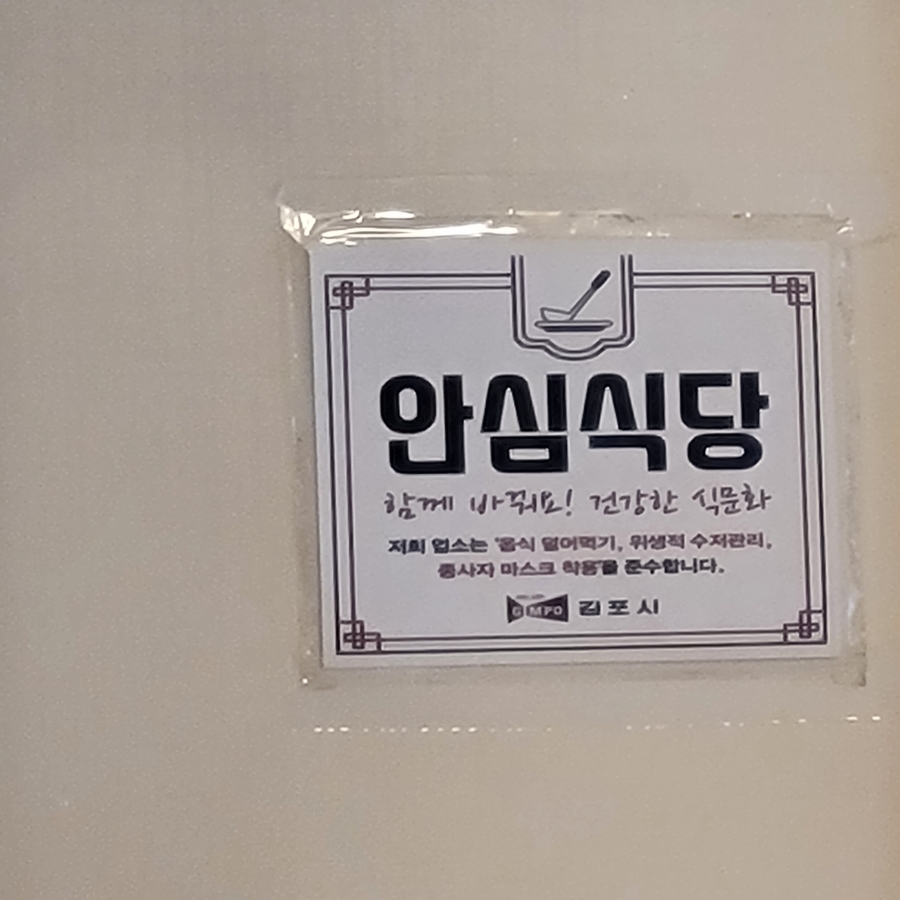 안심식당
함께 바꿔요! 건강한 식문화
저희 업소는 '음식 덜어먹기, 위생적 수저관리,
종사자 마스크 착용'을 준수합니다.
GIMPO 김포시